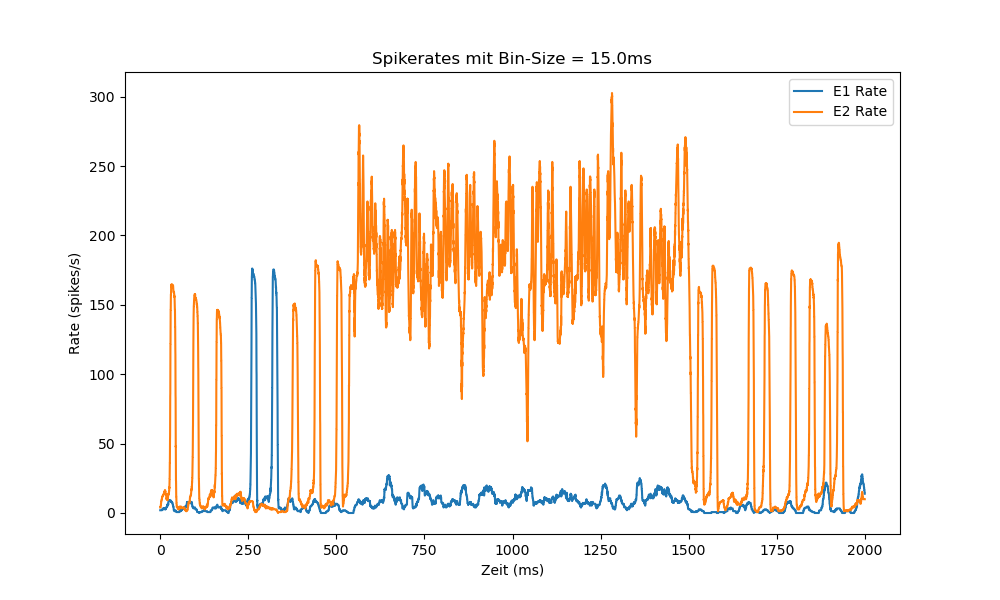 Spikerates mit Bin-Size = 15.0ms
E1 Rate
E2 Rate
300
250
200
150
100
50
0
Rate (spikes/s)
0 250 500 750 1000 1250 1500 1750 2000
Zeit (ms)